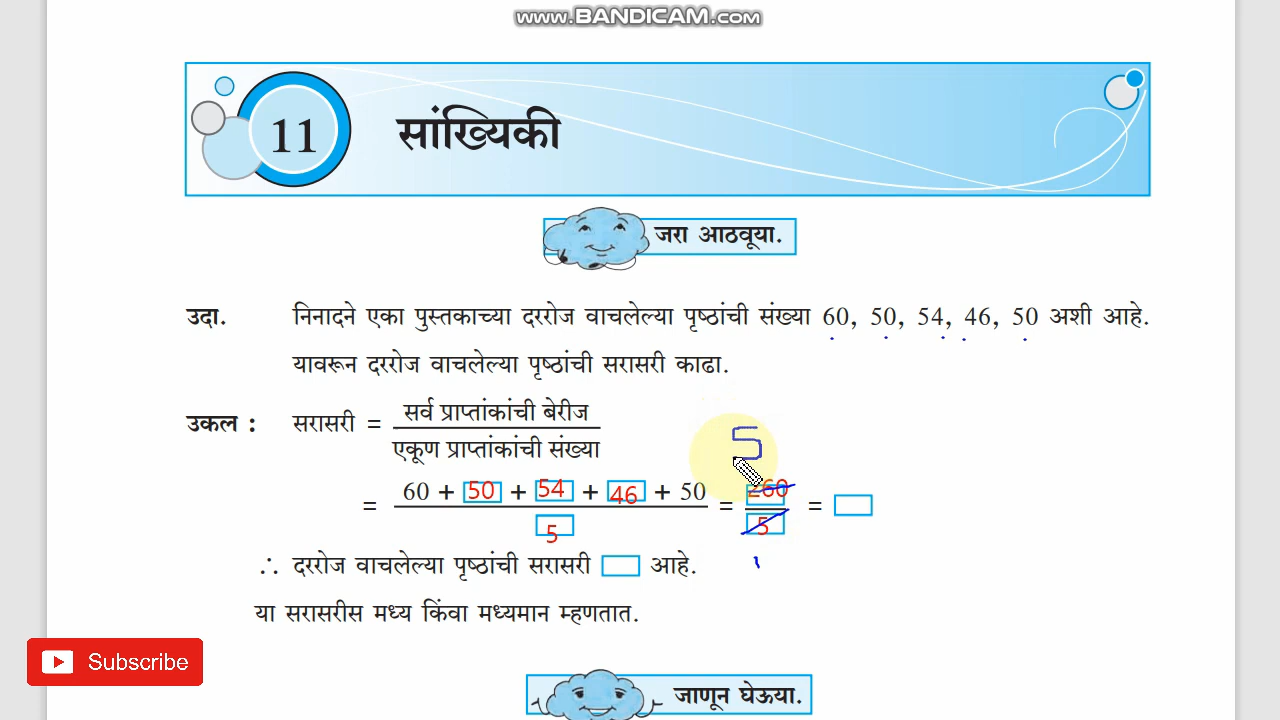 www.BANDICAM.com
11 सांख्यिकी
जरा आठवूया.
उदा. निनादने एका पुस्तकाच्या दररोज वाचलेल्या पृष्ठांची संख्या 60, 50, 54, 46, 50 अशी आहे.
यावरून दररोज वाचलेल्या पृष्ठांची सरासरी काढा.
उकल : सरासरी = सर्व प्राप्तांकांची बेरीज
एकूण प्राप्तांकांची संख्या
5
= 60 + 50 + 54 + 46 + 50 = 260 =
5 5
1
∴ दररोज वाचलेल्या पृष्ठांची सरासरी आहे.
या सरासरीस मध्य किंवा मध्यमान म्हणतात.
Subscribe
जाणून घेऊया.